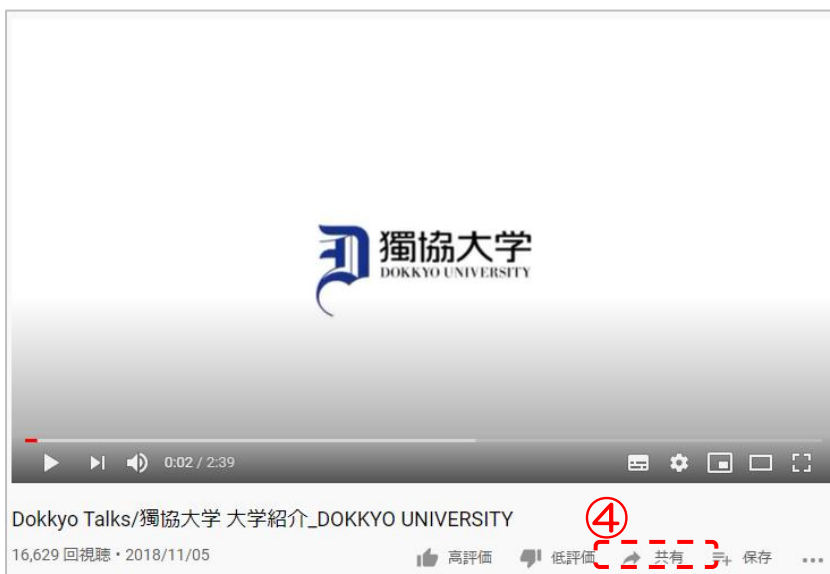 獨協大学
DOKKYO UNIVERSITY
0:02 / 2:39
Dokkyo Talks/獨協大学 大学紹介_DOKKYO UNIVERSITY
④
16,629 回視聴・2018/11/05 高評価 低評価 共有 保存